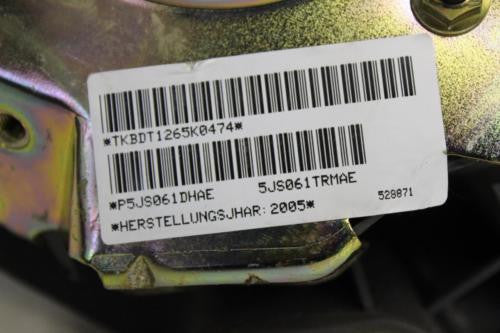 *TKBDT1265K0474*
*P5JS061DHAE 5JS061TRMAE
*HERSTELLUNGSJHAR: 2005* 528871